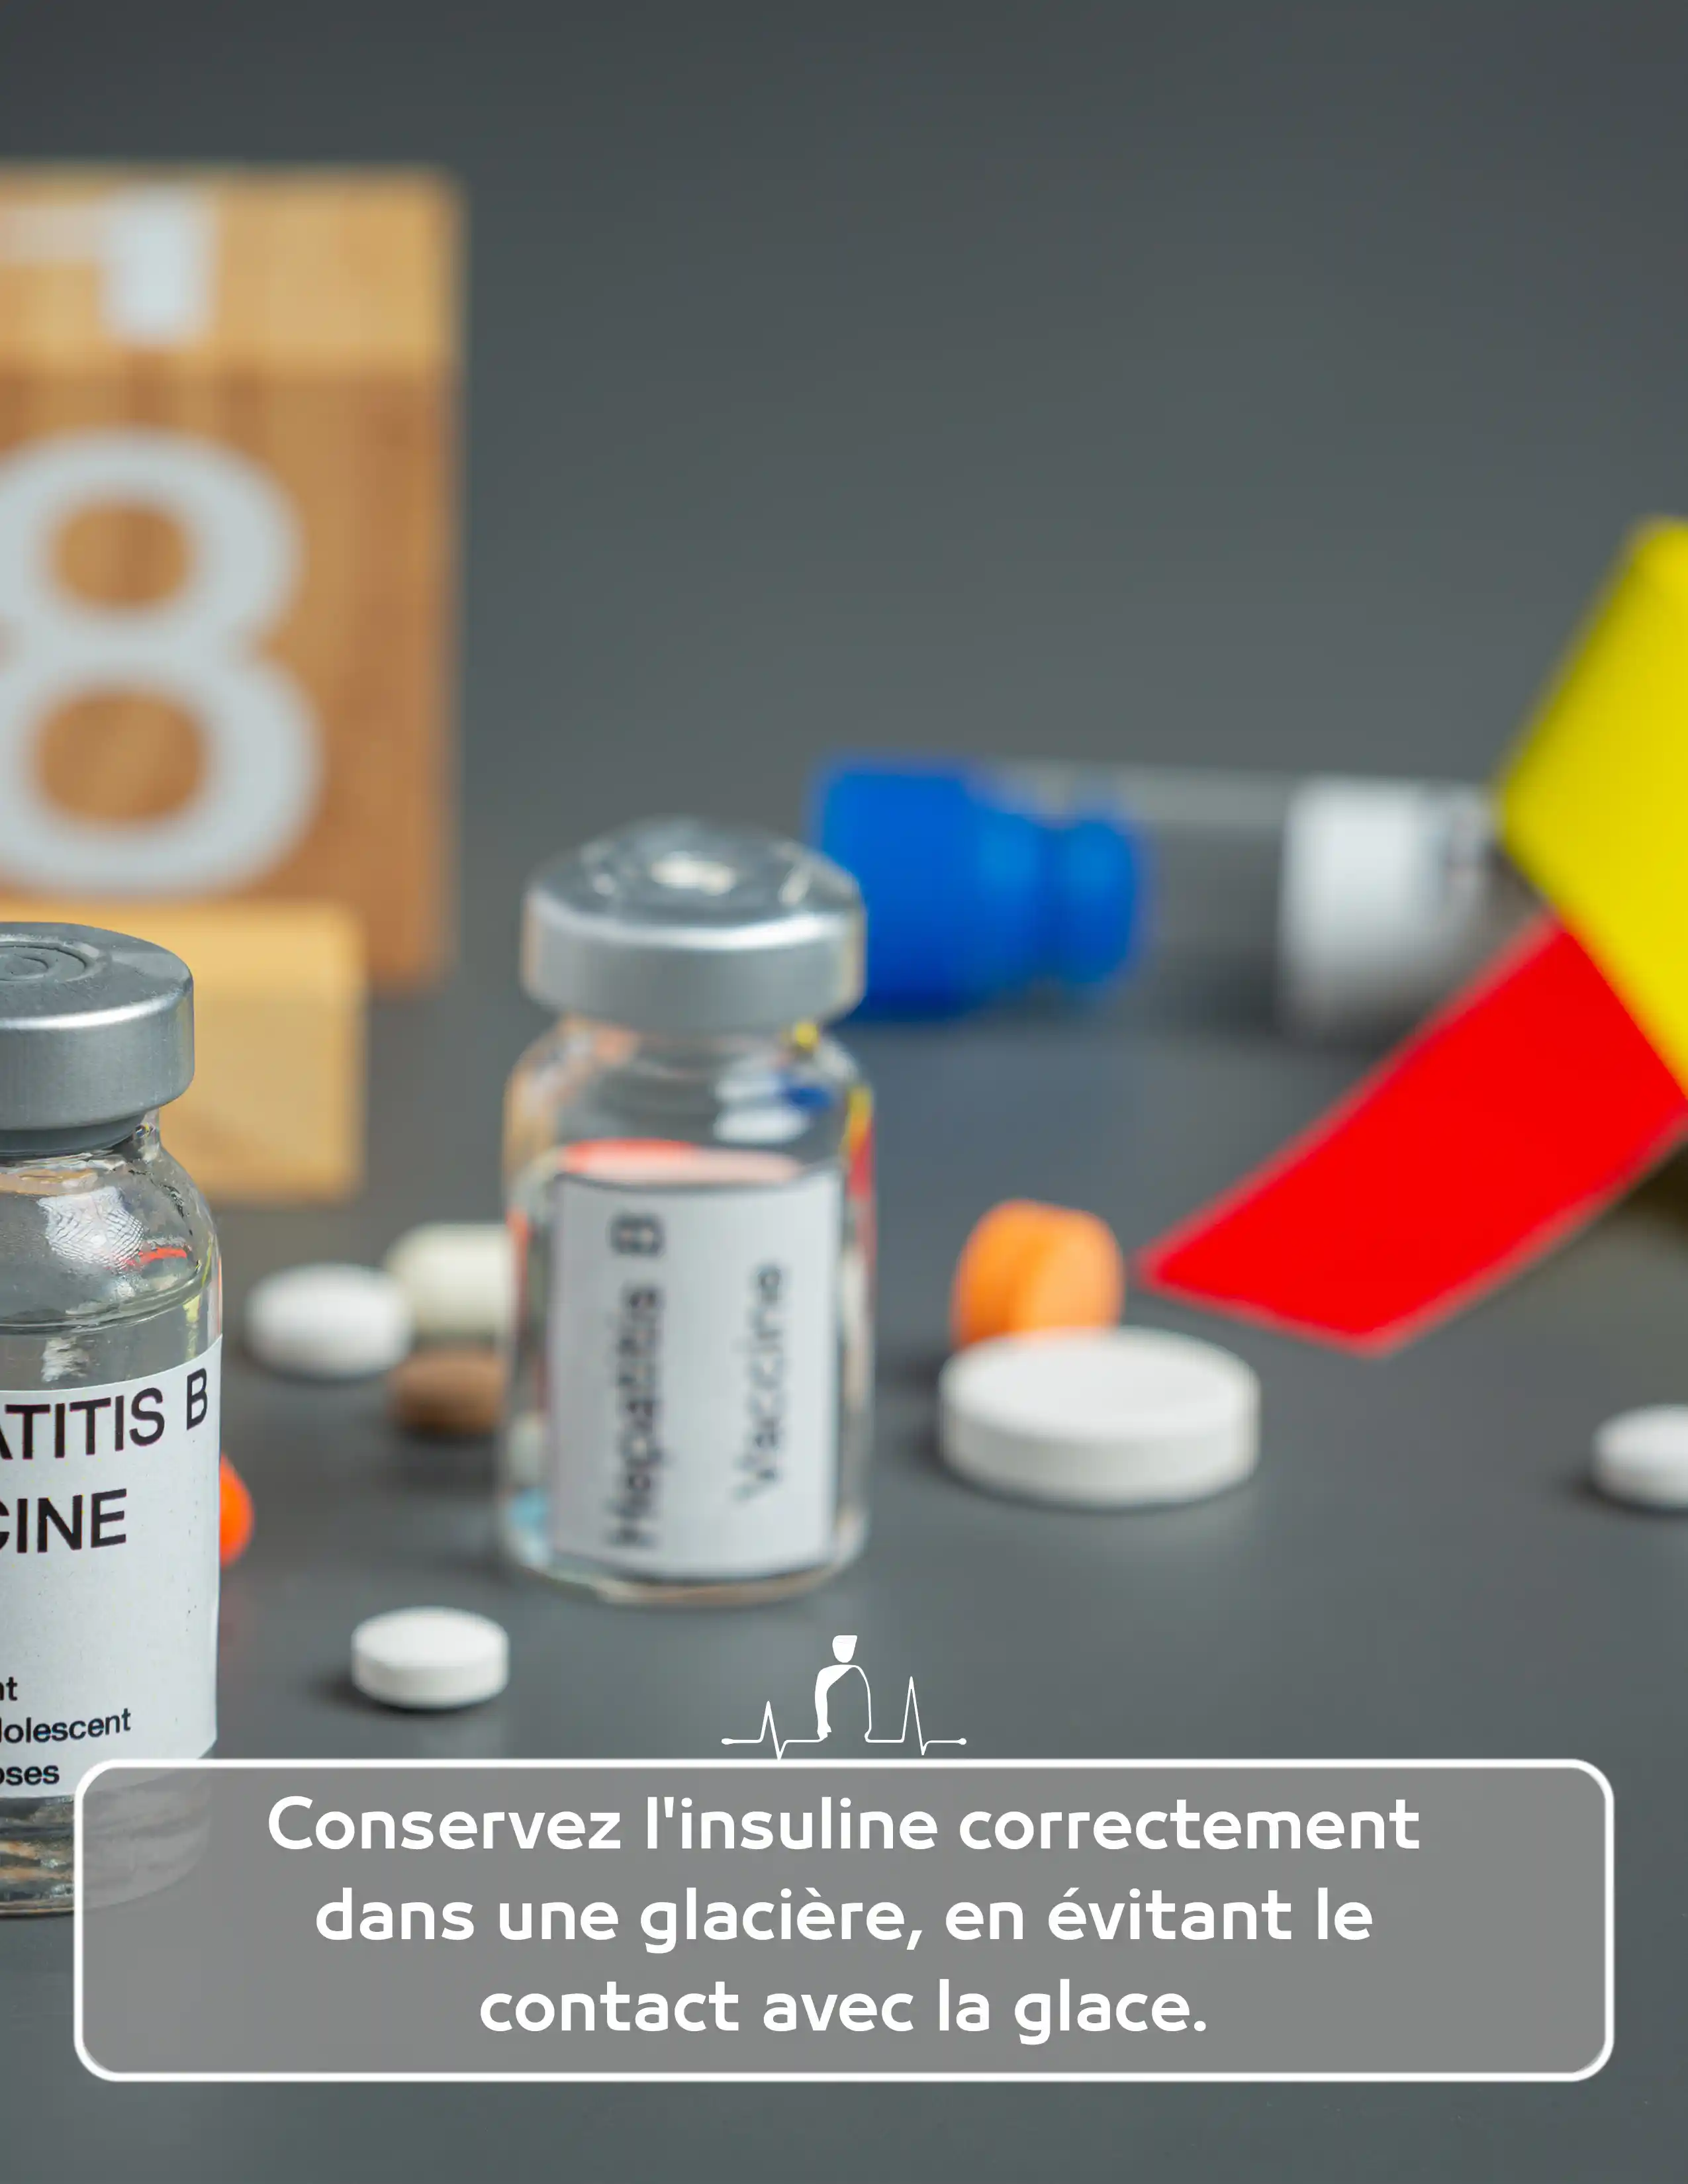 8
ATITIS B
CINE
nt
dolescent
oses
Hepatitis B
Vaccine
Conservez l'insuline correctement
dans une glacière, en évitant le
contact avec la glace.